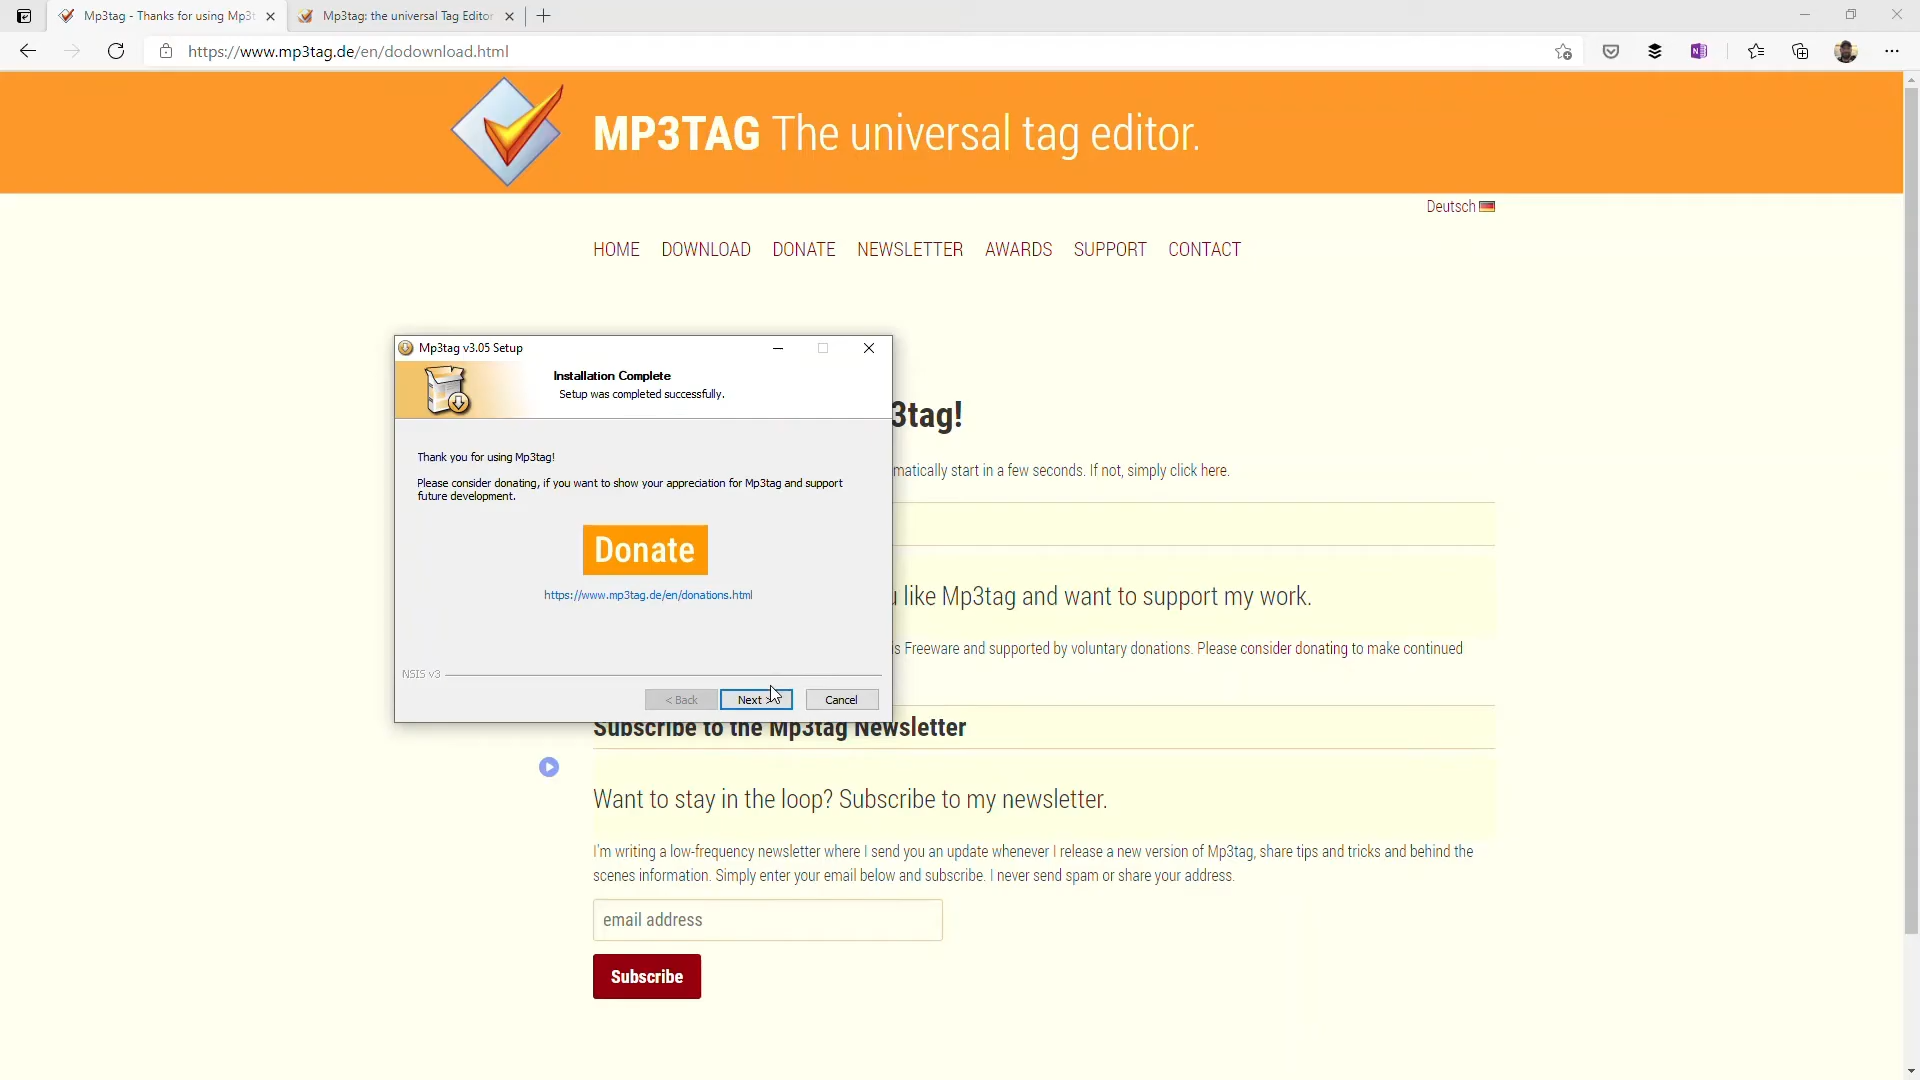 Mp3tag - Thanks for using Mp3t
Mp3tag: the universal Tag Editor
https://www.mp3tag.de/en/dodownload.html
MP3TAG The universal tag editor.
Deutsch
HOME DOWNLOAD DONATE NEWSLETTER AWARDS SUPPORT CONTACT
Mp3tag v3.05 Setup
Installation Complete
Setup was completed successfully.
3tag!
Thank you for using Mp3tag!
matically start in a few seconds. If not, simply click here.
Please consider donating, if you want to show your appreciation for Mp3tag and support
future development.
Donate
https://www.mp3tag.de/en/donations.html
like Mp3tag and want to support my work.
is Freeware and supported by voluntary donations. Please consider donating to make continued
NSIS v3
< Back Next > Cancel
Subscribe to the Mp3tag Newsletter
Want to stay in the loop? Subscribe to my newsletter.
I'm writing a low-frequency newsletter where I send you an update whenever I release a new version of Mp3tag, share tips and tricks and behind the
scenes information. Simply enter your email below and subscribe. I never send spam or share your address.
email address
Subscribe